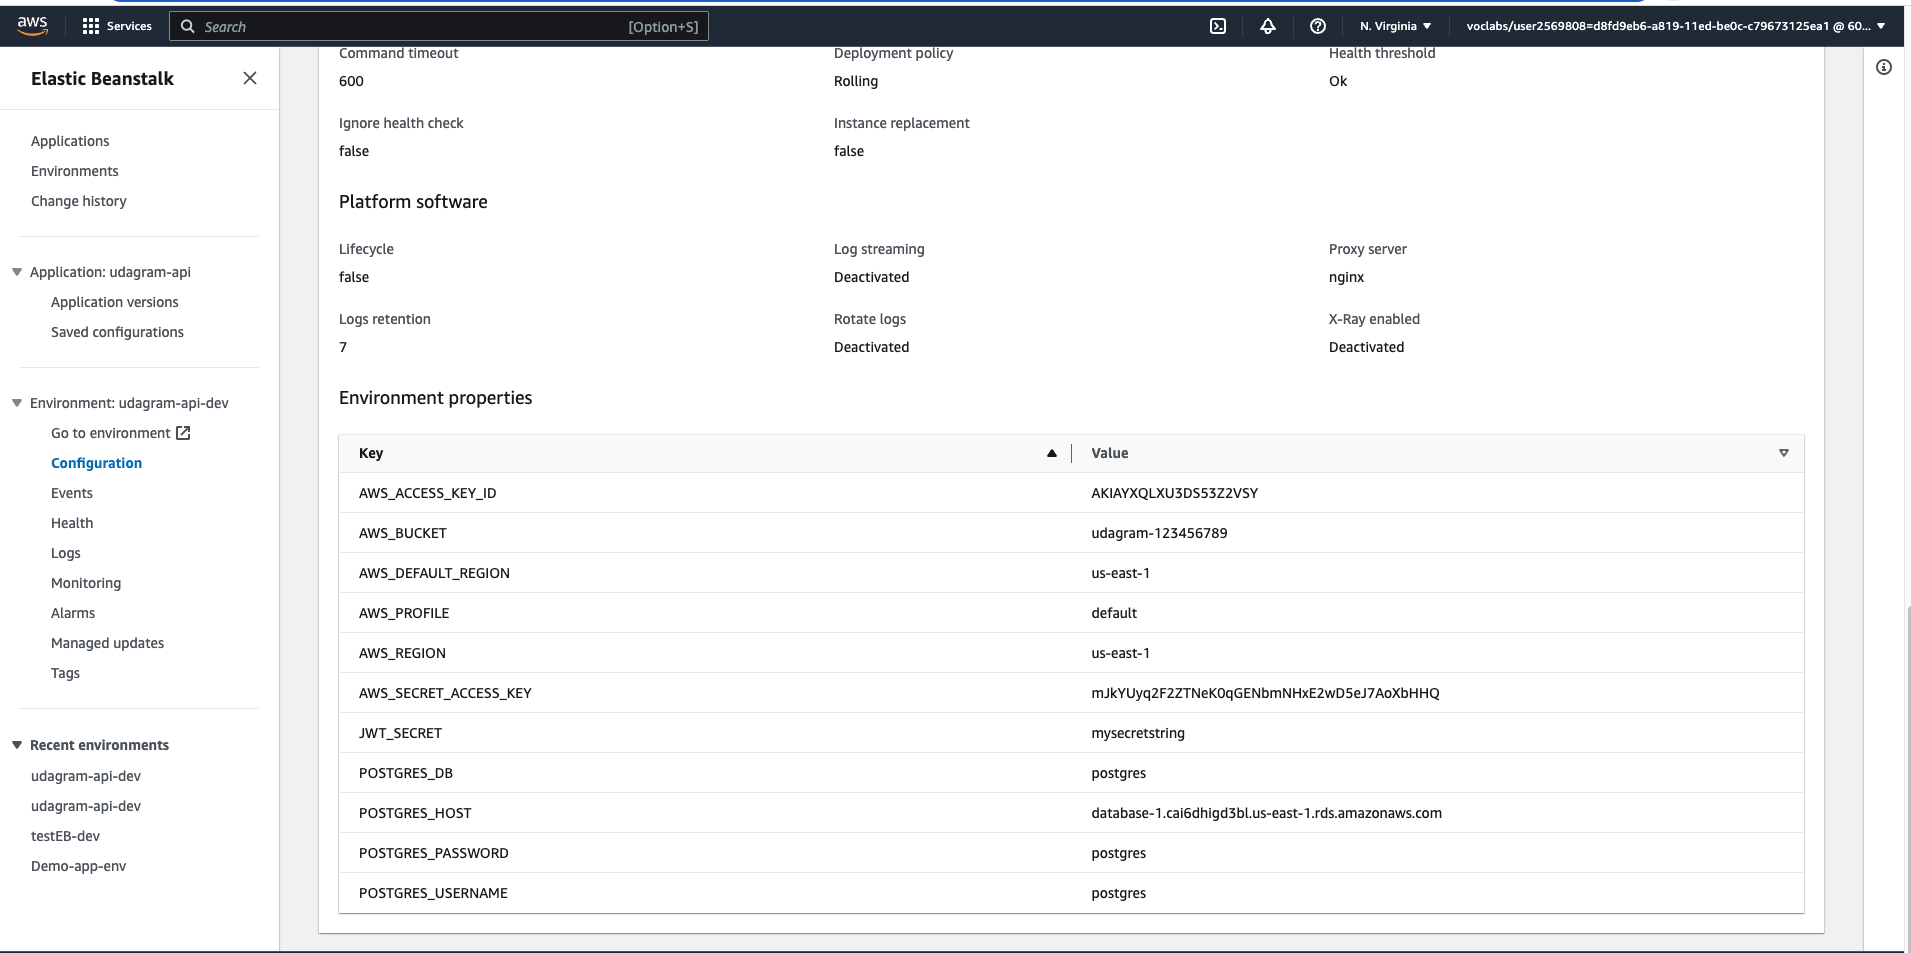 aws
Services
Search
[Option+S]
N. Virginia
voclabs/user2569808=d8fd9eb6-a819-11ed-be0c-c79673125ea1 @ 60...
Elastic Beanstalk
Applications
Environments
Change history
Application: udagram-api
Application versions
Saved configurations
Environment: udagram-api-dev
Go to environment
Configuration
Events
Health
Logs
Monitoring
Alarms
Managed updates
Tags
Recent environments
udagram-api-dev
udagram-api-dev
testEB-dev
Demo-app-env
Command timeout
600
Deployment policy
Rolling
Health threshold
Ok
Ignore health check
false
Instance replacement
false
Platform software
Lifecycle
false
Log streaming
Deactivated
Proxy server
nginx
Logs retention
7
Rotate logs
Deactivated
X-Ray enabled
Deactivated
Environment properties
Key Value
AWS_ACCESS_KEY_ID AKIAYXQLXU3DS53Z2VSY
AWS_BUCKET udagram-123456789
AWS_DEFAULT_REGION us-east-1
AWS_PROFILE default
AWS_REGION us-east-1
AWS_SECRET_ACCESS_KEY mJkYUyq2F2ZTNeK0qGENbmNHxE2wD5eJ7AoXbHHQ
JWT_SECRET mysecretstring
POSTGRES_DB postgres
POSTGRES_HOST database-1.cai6dhigd3bl.us-east-1.rds.amazonaws.com
POSTGRES_PASSWORD postgres
POSTGRES_USERNAME postgres